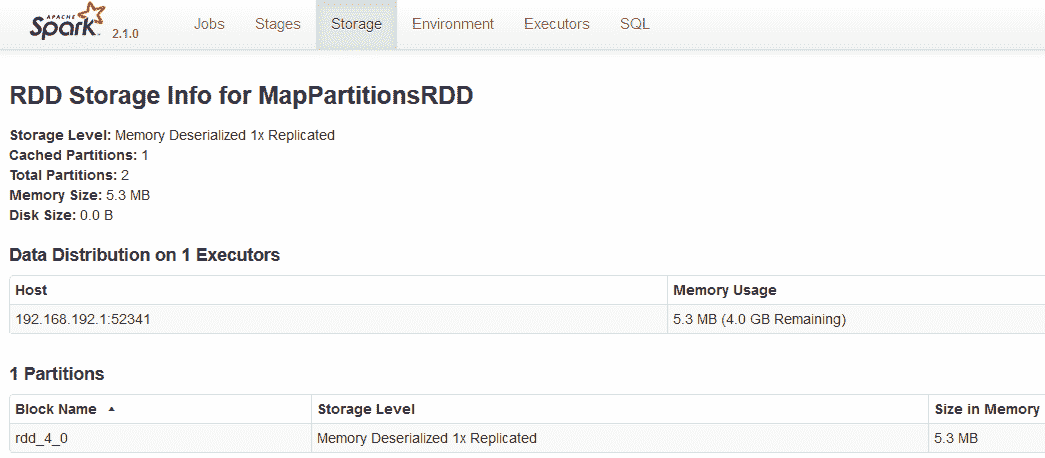 APACHE
Spark 2.1.0 Jobs Stages Storage Environment Executors SQL
RDD Storage Info for MapPartitionsRDD
Storage Level: Memory Deserialized 1x Replicated
Cached Partitions: 1
Total Partitions: 2
Memory Size: 5.3 MB
Disk Size: 0.0 B
Data Distribution on 1 Executors
Host Memory Usage
192.168.192.1:52341 5.3 MB (4.0 GB Remaining)
1 Partitions
Block Name ▲ Storage Level Size in Memory
rdd_4_0 Memory Deserialized 1x Replicated 5.3 MB